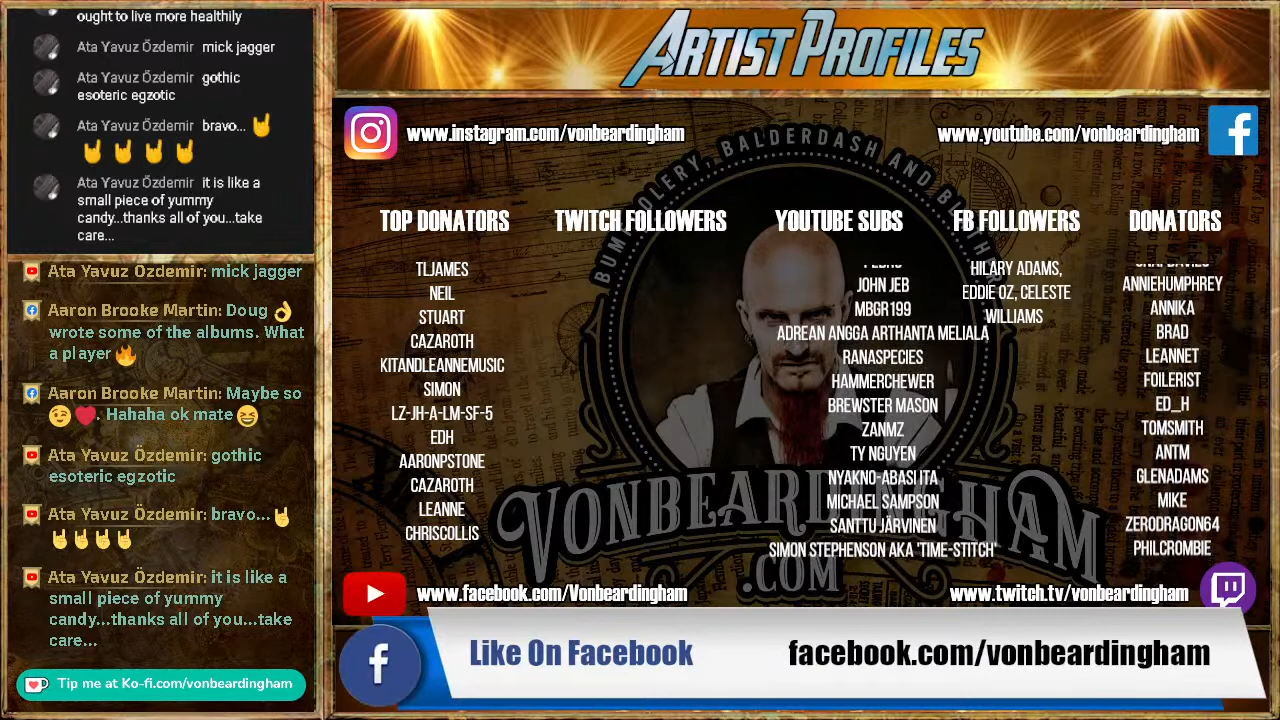 ought to live more healthily
Ata Yavuz Özdemir mick jagger
Ata Yavuz Özdemir gothic
esoteric egzotic
Ata Yavuz Özdemir bravo... 🤘
🤘 🤘 🤘 🤘
Ata Yavuz Özdemir it is like a
small piece of yummy
candy...thanks all of you...take
care...
Ata Yavuz Özdemir: mick jagger
Aaron Brooke Martin: Doug 👌
wrote some of the albums. What
a player 🔥
Aaron Brooke Martin: Maybe so
😉❤️. Hahaha ok mate 😆
Ata Yavuz Özdemir: gothic
esoteric egzotic
Ata Yavuz Özdemir: bravo...🤘
🤘🤘🤘🤘
Ata Yavuz Özdemir: it is like a
small piece of yummy
candy...thanks all of you...take
care...
Tip me at Ko-fi.com/vonbeardingham
ARTIST PROFILES
www.instagram.com/vonbeardingham
www.youtube.com/vonbeardingham
TOP DONATORS
TLJAMES
NEIL
STUART
CAZAROTH
KITANDLEANNEMUSIC
SIMON
LZ-JH-A-LM-SF-5
EDH
AARONPSTONE
CAZAROTH
LEANNE
CHRISCOLLIS
TWITCH FOLLOWERS
YOUTUBE SUBS
JOHN JEB
MBGR199
ADREAN ANGGA ARTHANTA MELIALA
RANASPECIES
HAMMERCHEWER
BREWSTER MASON
ZANMZ
TY NGUYEN
NYAKNO-ABASI ITA
MICHAEL SAMPSON
SANTTU JÄRVINEN
SIMON STEPHENSON AKA 'TIME-STITCH'
FB FOLLOWERS
HILARY ADAMS,
EDDIE OZ, CELESTE
WILLIAMS
DONATORS
ANNIEHUMPHREY
ANNIKA
BRAD
LEANNET
FOILERIST
ED_H
TOMSMITH
ANTM
GLENADAMS
MIKE
ZERODRAGON64
PHILCROMBIE
BALDERDASH AND
VONBEARDINGHAM
.COM
www.facebook.com/Vonbeardingham
www.twitch.tv/vonbeardingham
Like On Facebook
facebook.com/vonbeardingham